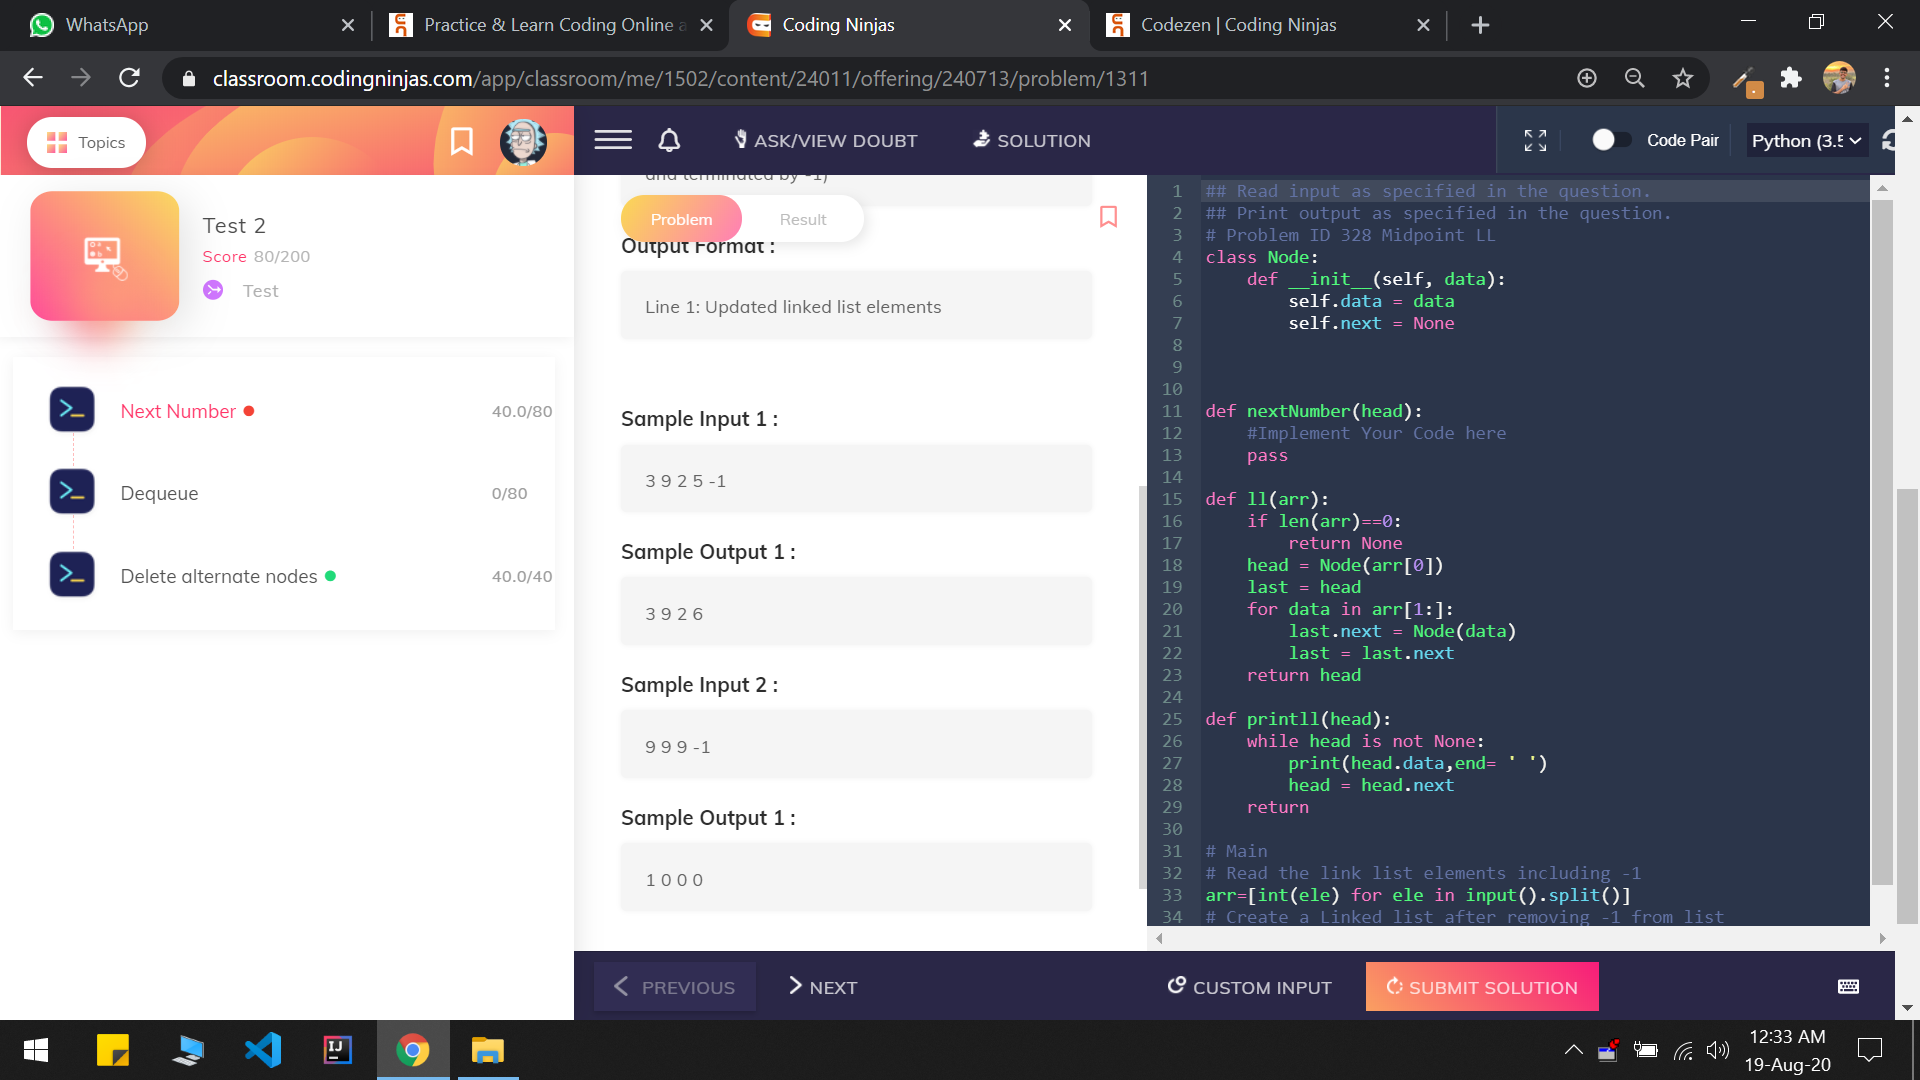 WhatsApp
Practice & Learn Coding Online a
Coding Ninjas
Codezen | Coding Ninjas
classroom.codingninjas.com/app/classroom/me/1502/content/24011/offering/240713/problem/1311
Topics
ASK/VIEW DOUBT
SOLUTION
Code Pair
Python (3.5
Test 2
Score 80/200
Test
Next Number
40.0/80
Dequeue
0/80
Delete alternate nodes
40.0/40
and terminated by -1)
Problem
Result
Output Format :
Line 1: Updated linked list elements
Sample Input 1 :
3 9 2 5 -1
Sample Output 1 :
3 9 2 6
Sample Input 2 :
9 9 9 -1
Sample Output 1 :
1 0 0 0
1 ## Read input as specified in the question.
2 ## Print output as specified in the question.
3 # Problem ID 328 Midpoint LL
4 class Node:
5     def __init__(self, data):
6         self.data = data
7         self.next = None
8
9
10
11 def nextNumber(head):
12     #Implement Your Code here
13     pass
14
15 def ll(arr):
16     if len(arr)==0:
17         return None
18     head = Node(arr[0])
19     last = head
20     for data in arr[1:]:
21         last.next = Node(data)
22         last = last.next
23     return head
24
25 def printll(head):
26     while head is not None:
27         print(head.data,end= ' ')
28         head = head.next
29     return
30
31 # Main
32 # Read the link list elements including -1
33 arr=[int(ele) for ele in input().split()]
34 # Create a Linked list after removing -1 from list
PREVIOUS
NEXT
CUSTOM INPUT
SUBMIT SOLUTION
IJ
12:33 AM
19-Aug-20